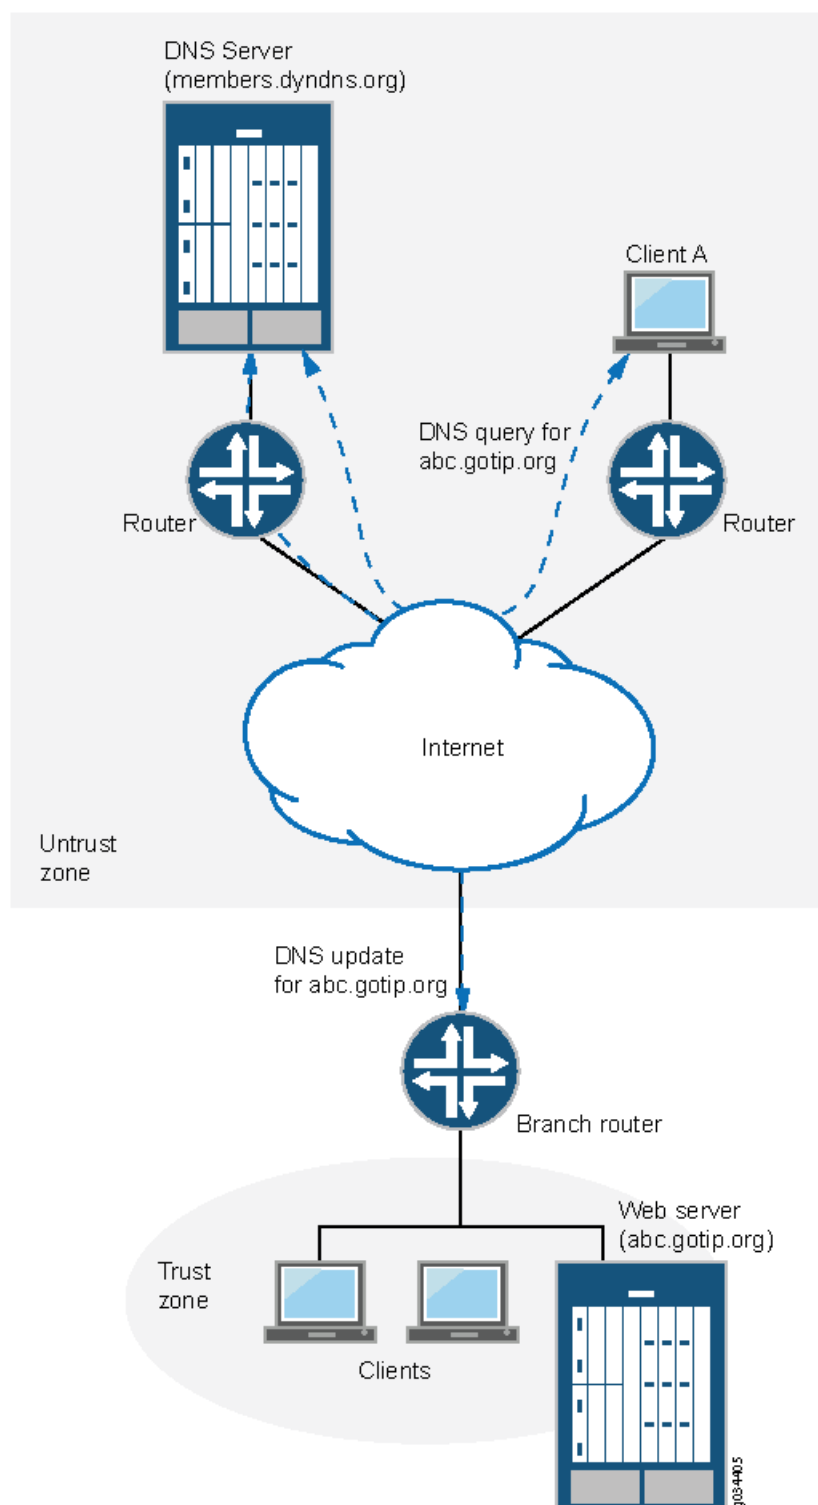 DNS Server
(members.dyndns.org)
Client A
DNS query for
abc.gotip.org
Router
Router
Internet
Untrust
zone
DNS update
for abc.gotip.org
Branch router
Web server
(abc.gotip.org)
Trust
zone
Clients
g034405